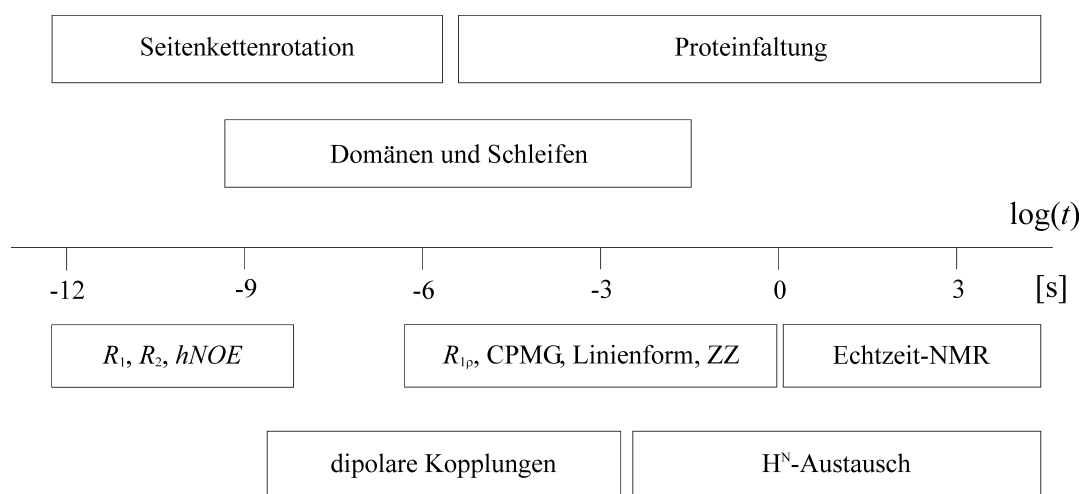 Seitenkettenrotation Proteinfaltung
Domänen und Schleifen
log(t)
-12 -9 -6 -3 0 3 [s]
R₁, R₂, hNOE R₁ᵨ, CPMG, Linienform, ZZ Echtzeit-NMR
dipolare Kopplungen Hᴺ-Austausch